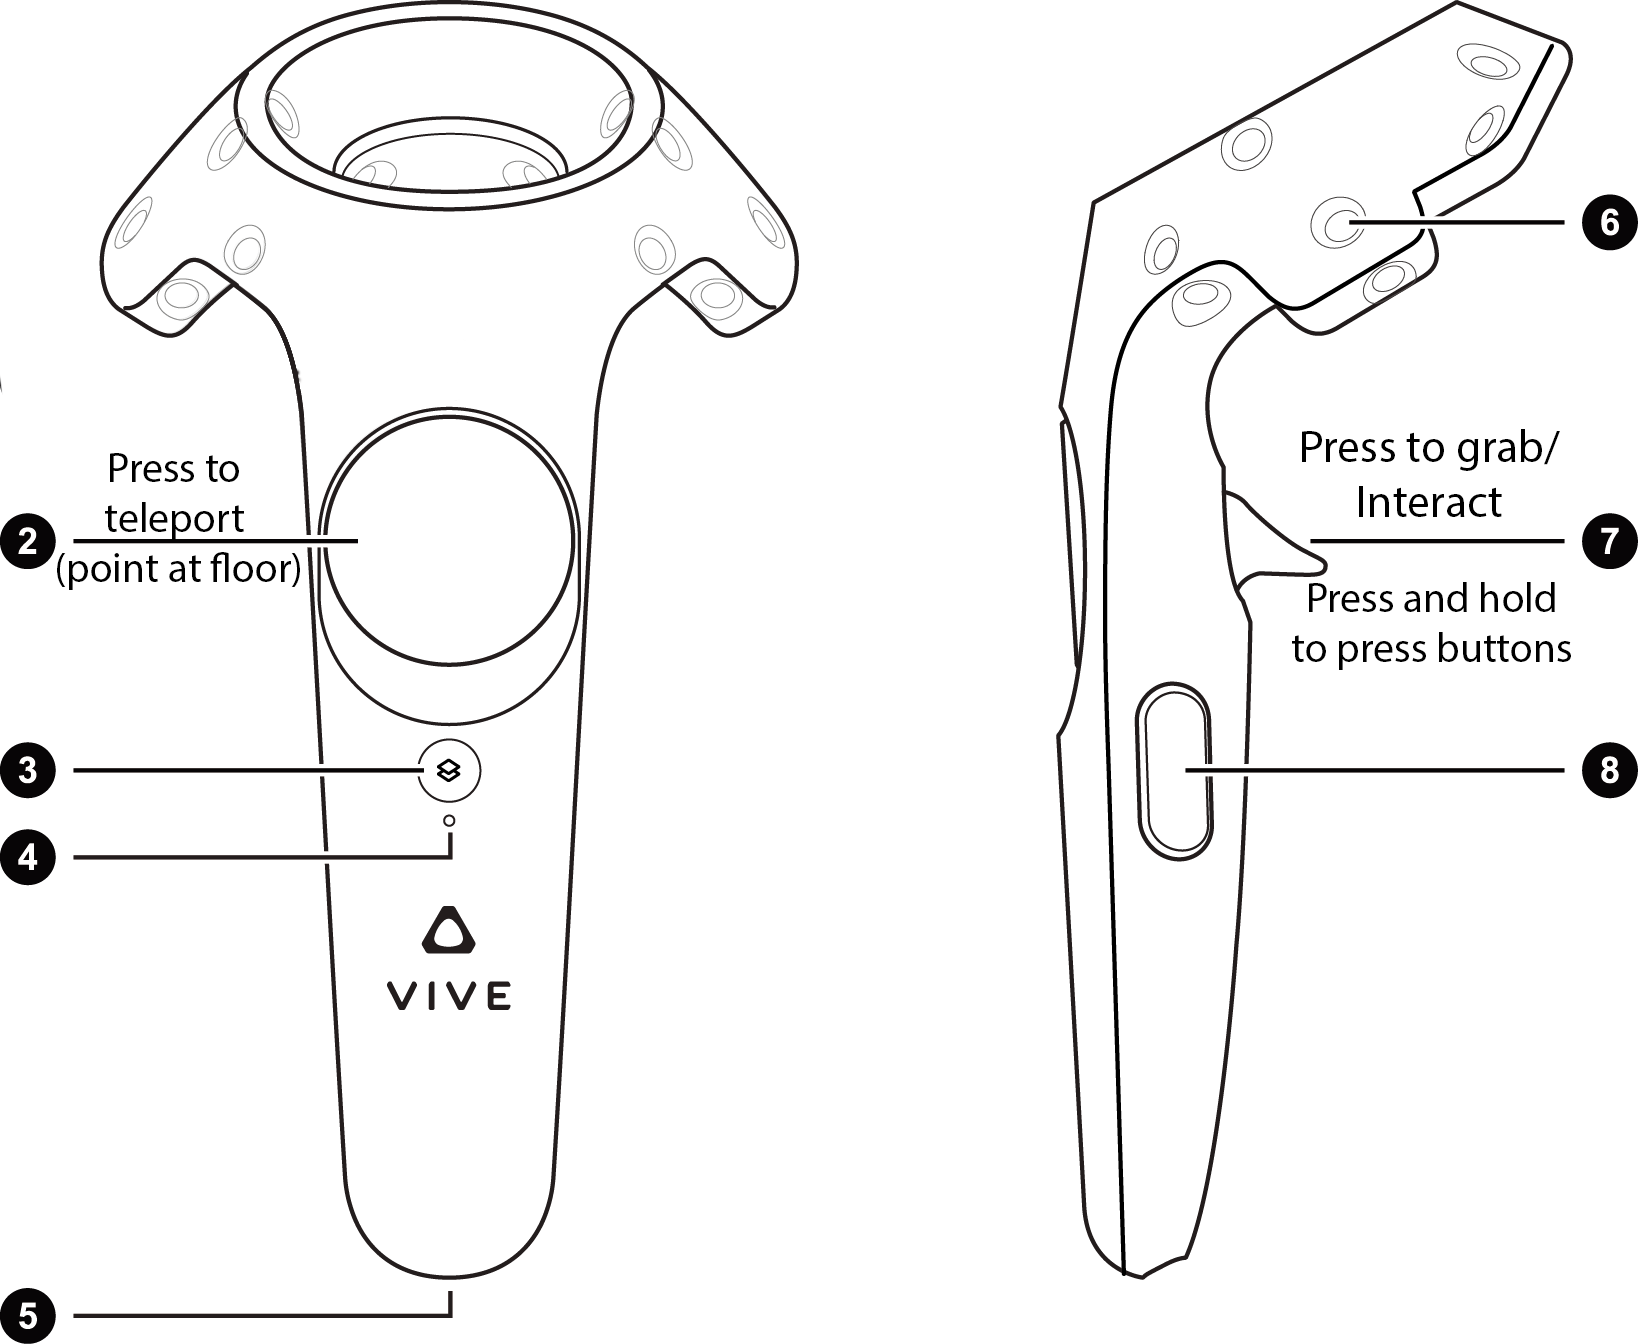 Press to
teleport
2
(point at floor)
3
4
VIVE
5
6
Press to grab/
Interact
7
Press and hold
to press buttons
8